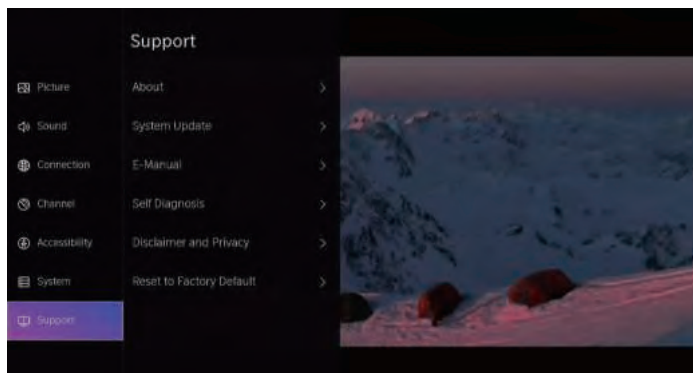 Support
Picture
Sound
Connection
Channel
Accessibility
System
Support
About
System Update
E-Manual
Self Diagnosis
Disclaimer and Privacy
Reset to Factory Default